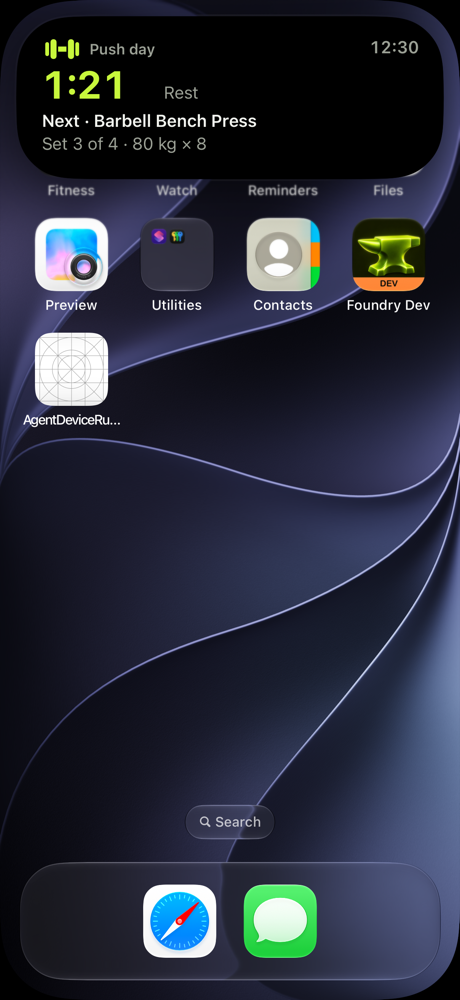 Push day
12:30
1:21
Rest
Next · Barbell Bench Press
Set 3 of 4 · 80 kg × 8
Fitness
Watch
Reminders
Files
Preview
Utilities
Contacts
DEV
Foundry Dev
AgentDeviceRu...
Search